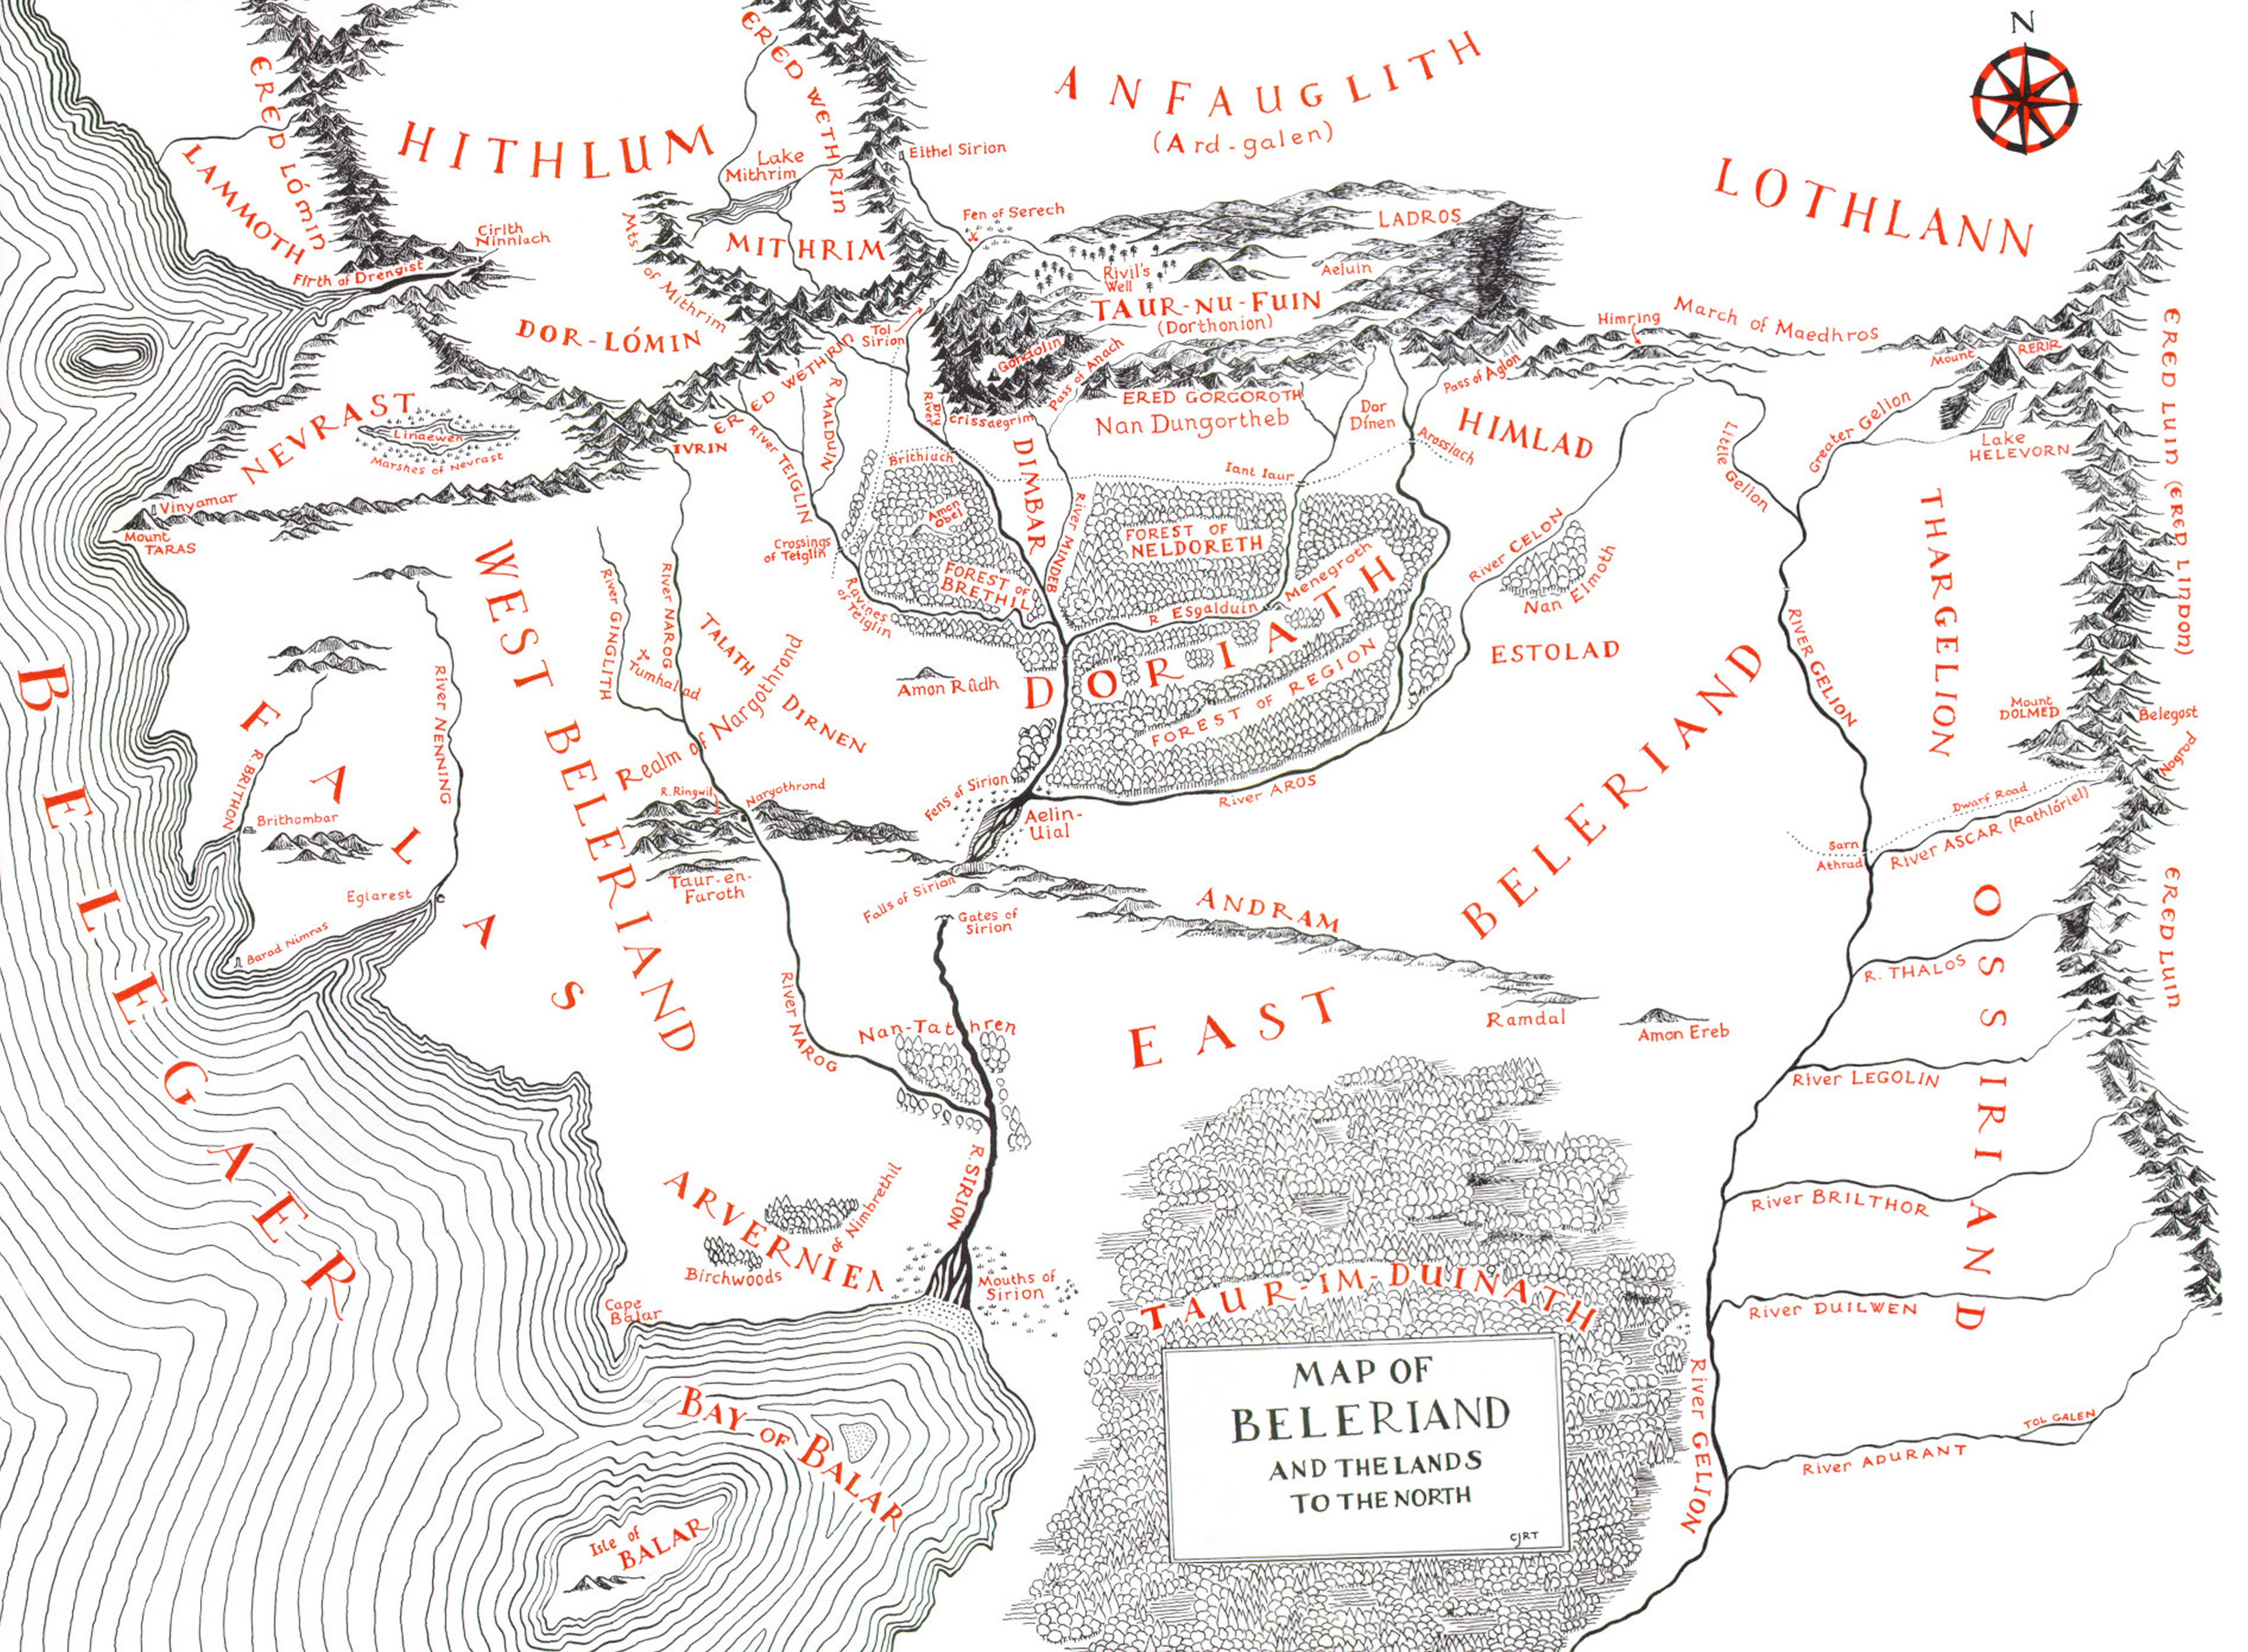 N
ERED LÓMIN
LAMMOTH
HITHLUM
ERED WETHRIN
Lake
Mithrim
MITHRIM
Mts
of Mithrim
Eithel Sirion
ANFAUGLITH
(Ard-galen)
LOTHLANN
Fen of Serech
Cirith
Ninniach
Firth of Drengist
DOR-LÓMIN
Tol
Sirion
Rivil's
Well
LADROS
Aeluin
TAUR-NU-FUIN
(Dorthonion)
Gondolin
Pass of Anach
Crissaegrim
Dry
River
ERED GORGOROTH
Nan Dungortheb
Dor
Dínen
Pass of Aglon
Himring
March of Maedhros
Mount
RERIR
Lake
HELEVORN
Greater Gelion
Little Gelion
HIMLAD
Arossiach
Iant Iaur
ERED LUIN (ERED LINDON)
NEVRAST
Linaewen
Marshes of Nevrast
Vinyamar
Mount
TARAS
IVRIN
ERED WETHRIN
R MALDUIN
River TEIGLIN
Brithiach
DIMBAR
River MINDEB
Amon
Obel
FOREST OF
BRETHIL
Crossings
of Teiglin
Ravines
of Teiglin
FOREST OF
NELDORETH
Menegroth
R Esgalduin
DORIATH
FOREST OF REGION
River CELON
Nan Elmoth
ESTOLAD
THARGELION
RIVER GELION
Mount
DOLMED
Belegost
Nogrod
Dwarf Road
River ASCAR (Rathlóriel)
Sarn
Athrad
BELEGAER
FALAS
R. BRITHON
River NENNING
Brithombar
Eglarest
Barad Nimras
WEST BELERIAND
River GINGLITH
River NAROG
Tumhalad
TALATH
DIRNEN
Realm of Nargothrond
R. Ringwil
Nargothrond
Taur-en-
Faroth
Amon Rûdh
Fens of Sirion
Aelin-
Uial
River AROS
Falls of Sirion
Gates of
Sirion
ANDRAM
EAST
BELERIAND
Ramdal
Amon Ereb
ERED LUIN
OSSIRIAND
R. THALOS
River LEGOLIN
River BRILTHOR
River DUILWEN
River ADURANT
TOL GALEN
River GELION
River NAROG
Nan-Tathren
R. SIRION
ARVERNIEN
Birchwoods
of Nimbrethil
Mouths of
Sirion
Cape
Balar
BAY OF BALAR
Isle of
BALAR
TAUR-IM-DUINATH
MAP OF
BELERIAND
AND THE LANDS
TO THE NORTH
CJRT